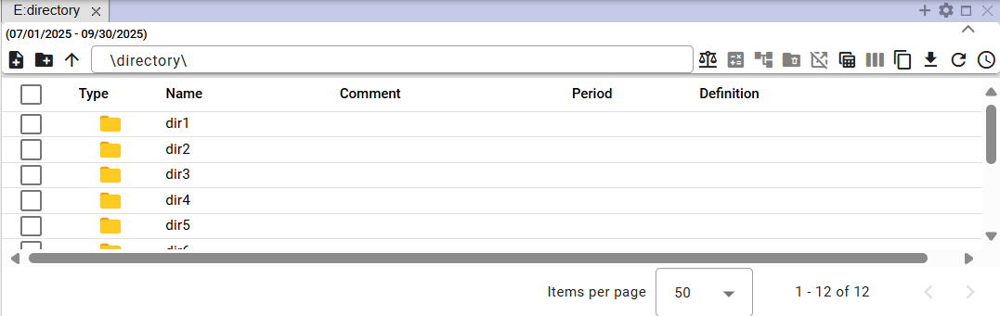 E:directory
(07/01/2025 - 09/30/2025)
\directory\
Type Name Comment Period Definition
dir1
dir2
dir3
dir4
dir5
Items per page 50 1 - 12 of 12